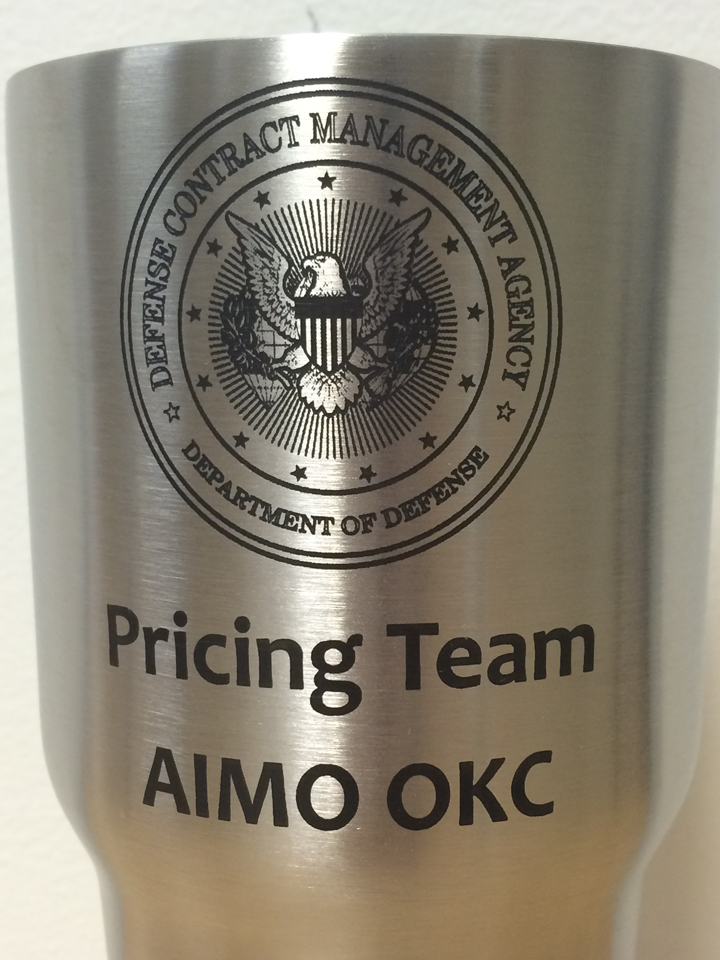 DEFENSE CONTRACT MANAGEMENT AGENCY
DEPARTMENT OF DEFENSE
Pricing Team
AIMO OKC